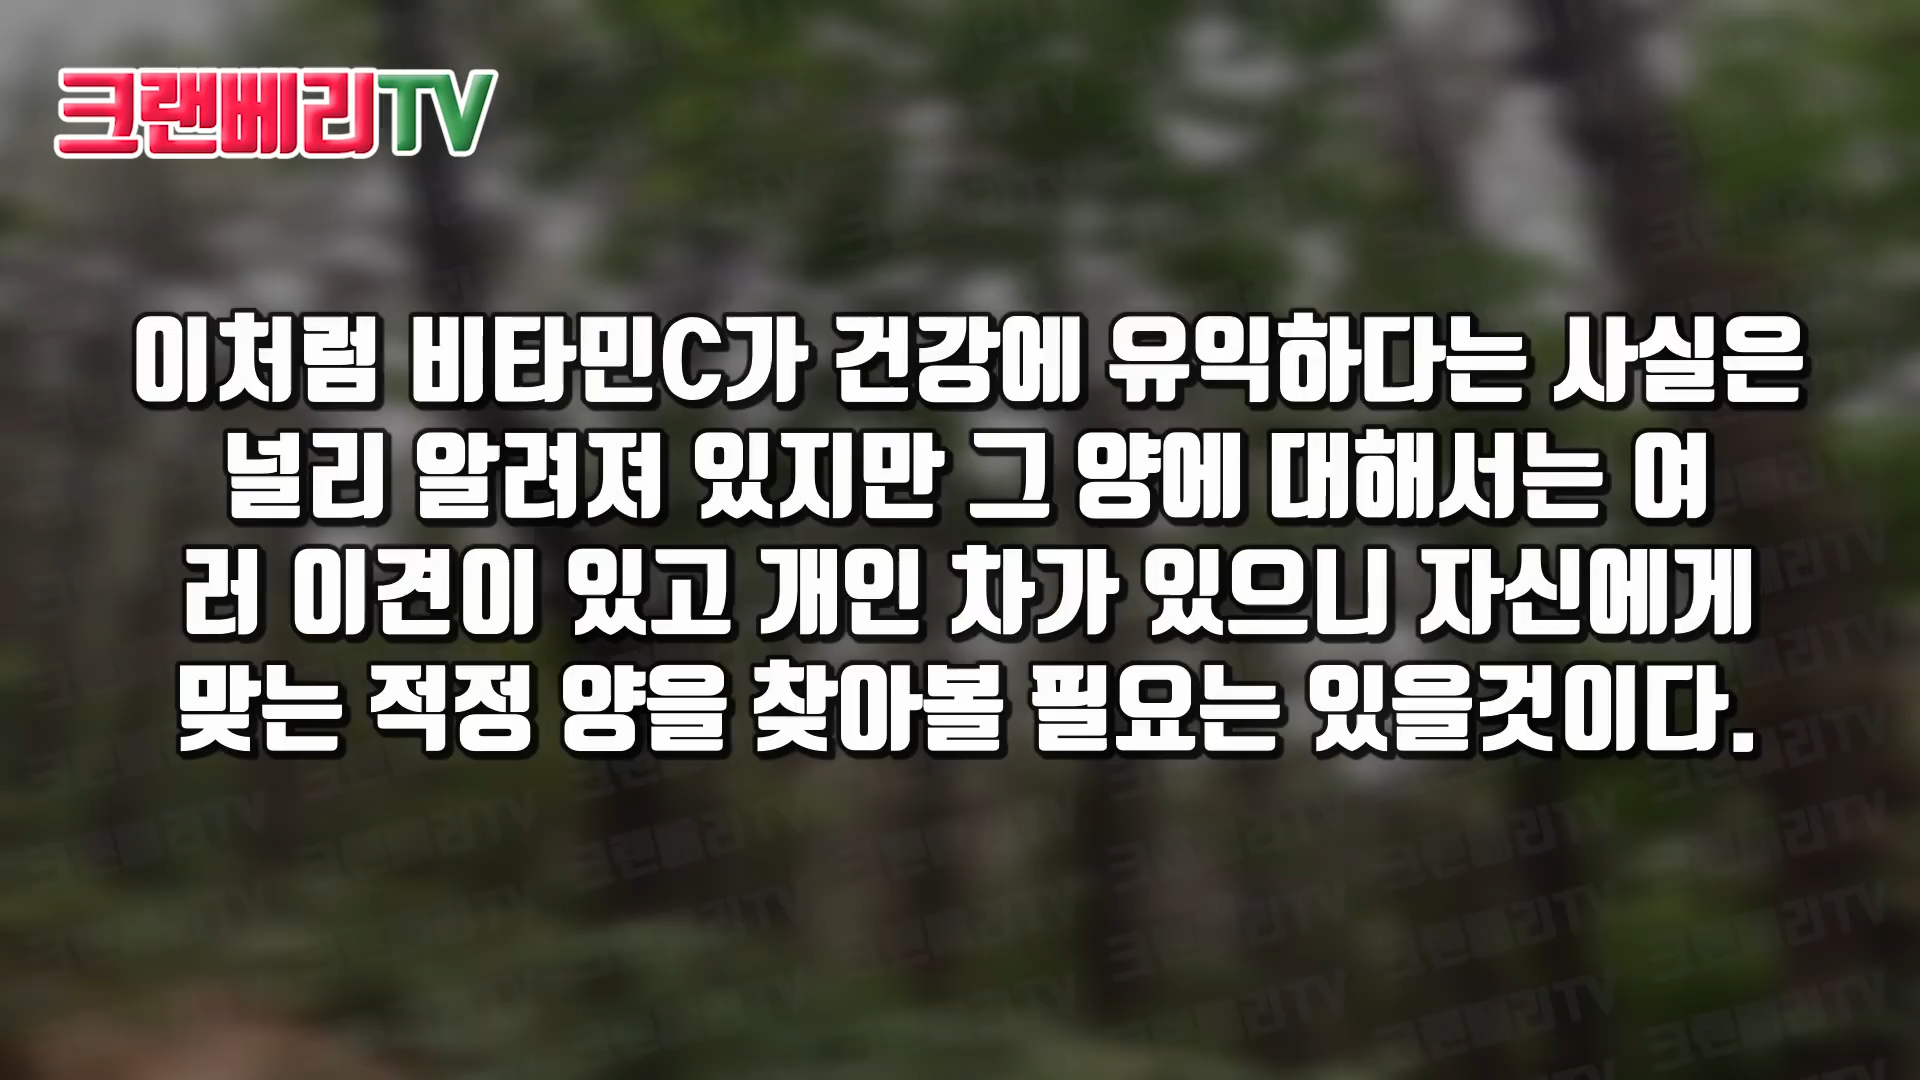 크랜베리TV
이처럼 비타민C가 건강에 유익하다는 사실은
널리 알려져 있지만 그 양에 대해서는 여
러 이견이 있고 개인 차가 있으니 자신에게
맞는 적정 양을 찾아볼 필요는 있을것이다.